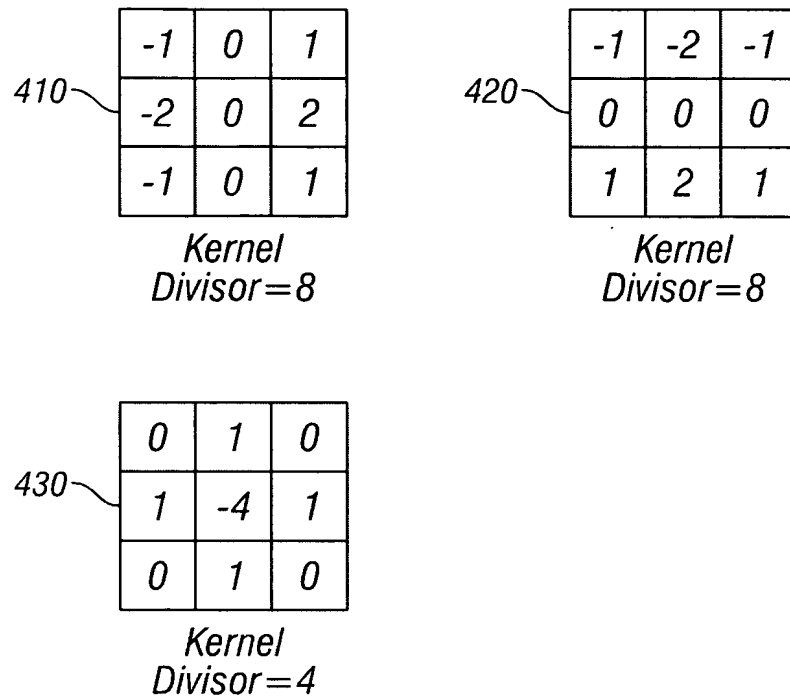 -1 0 1
410 -2 0 2
-1 0 1
Kernel
Divisor=8
-1 -2 -1
420 0 0 0
1 2 1
Kernel
Divisor=8
0 1 0
430 1 -4 1
0 1 0
Kernel
Divisor=4